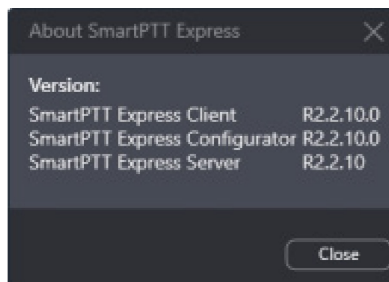 About SmartPTT Express
Version:
SmartPTT Express Client R2.2.10.0
SmartPTT Express Configurator R2.2.10.0
SmartPTT Express Server R2.2.10
Close